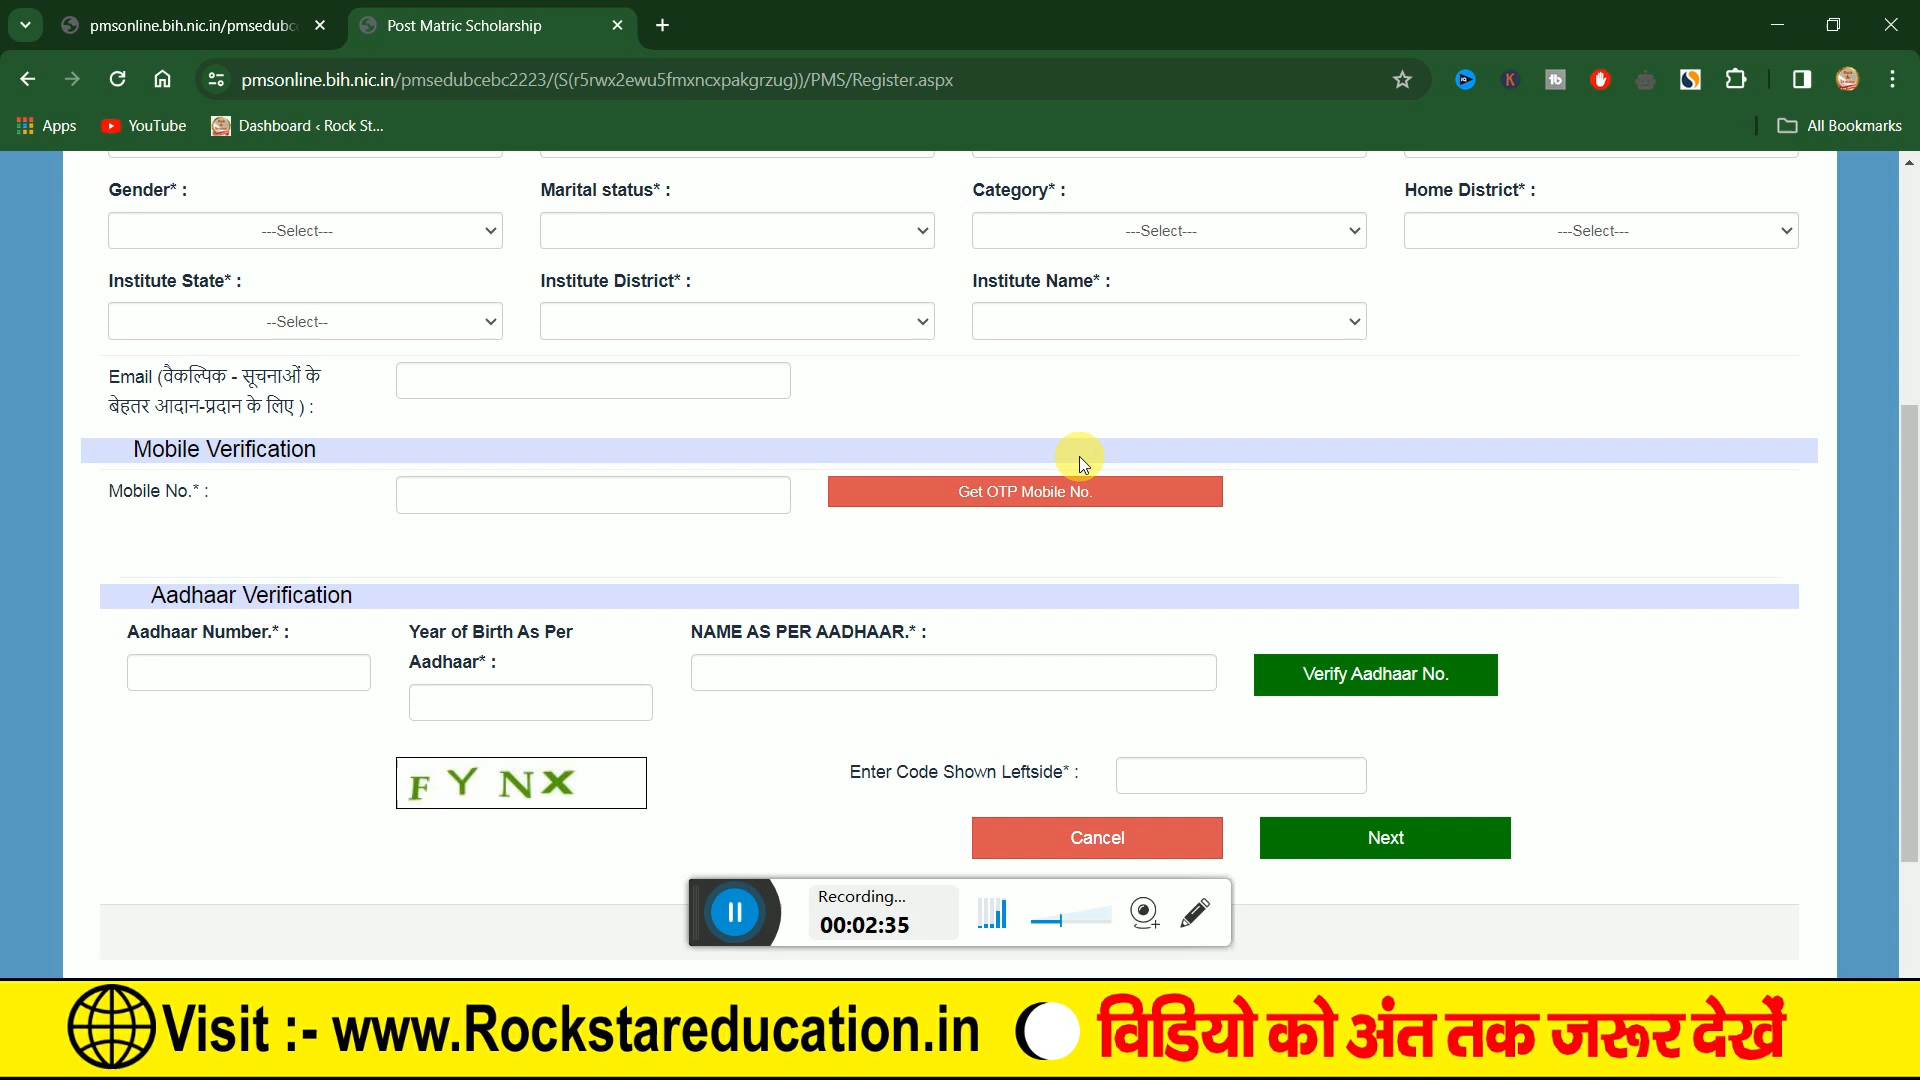 pmsonline.bih.nic.in/pmsedubc
Post Matric Scholarship
pmsonline.bih.nic.in/pmsedubcebc2223/(S(r5rwx2ewu5fmxncxpakgrzug))/PMS/Register.aspx
Apps YouTube Dashboard ‹ Rock St... All Bookmarks
Gender* : Marital status* : Category* : Home District* :
---Select--- ---Select--- ---Select---
Institute State* : Institute District* : Institute Name* :
--Select--
Email (वैकल्पिक - सूचनाओं के
बेहतर आदान-प्रदान के लिए ) :
Mobile Verification
Mobile No.* : Get OTP Mobile No.
Aadhaar Verification
Aadhaar Number.* : Year of Birth As Per NAME AS PER AADHAAR.* :
Aadhaar* :
Verify Aadhaar No.
F Y N X Enter Code Shown Leftside* :
Cancel Next
Recording...
00:02:35
Visit :- www.Rockstareducation.in विडियो को अंत तक जरूर देखें